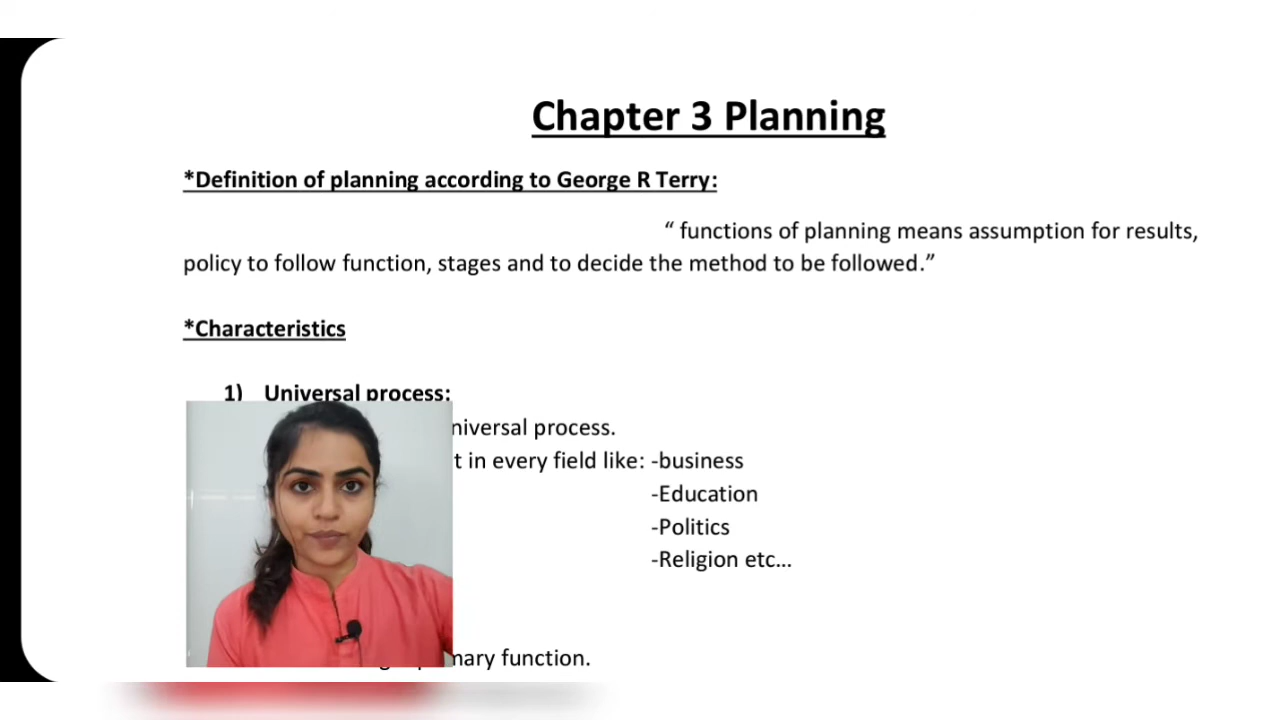 Chapter 3 Planning
*Definition of planning according to George R Terry:
“ functions of planning means assumption for results,
policy to follow function, stages and to decide the method to be followed.”
*Characteristics
1) Universal process:
niversal process.
t in every field like: -business
-Education
-Politics
-Religion etc...
mary function.